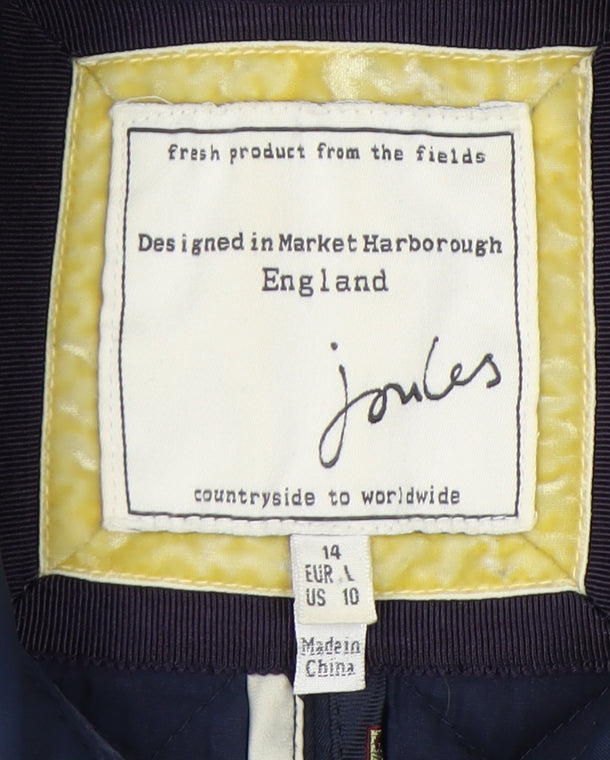 fresh product from the fields
Designed in Market Harborough
England
joules
countryside to worldwide
14
EUR L
US 10
Made in
China